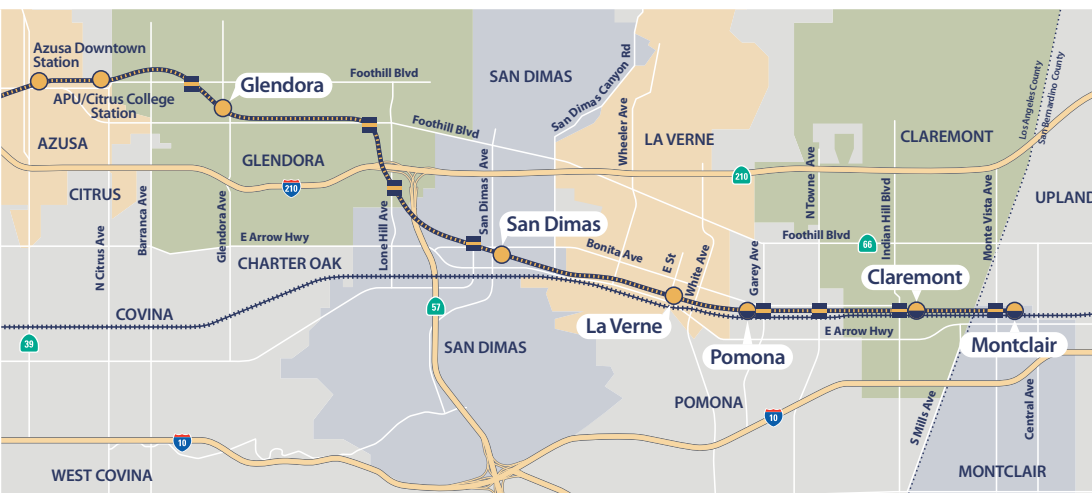 Azusa Downtown
Station
APU/Citrus College
Station
Glendora
Foothill Blvd
Foothill Blvd
SAN DIMAS
San Dimas Canyon Rd
Wheeler Ave
LA VERNE
CLAREMONT
Los Angeles County
San Bernardino County
AZUSA
GLENDORA
210
210
CITRUS
UPLAND
N Citrus Ave
Barranca Ave
Glendora Ave
Lone Hill Ave
San Dimas Ave
San Dimas
N Towne Ave
Indian Hill Blvd
Monte Vista Ave
E Arrow Hwy
Bonita Ave
E St
White Ave
Garey Ave
Foothill Blvd
66
CHARTER OAK
Claremont
57
COVINA
La Verne
E Arrow Hwy
39
SAN DIMAS
Pomona
Montclair
POMONA
10
10
S Mills Ave
Central Ave
WEST COVINA
MONTCLAIR